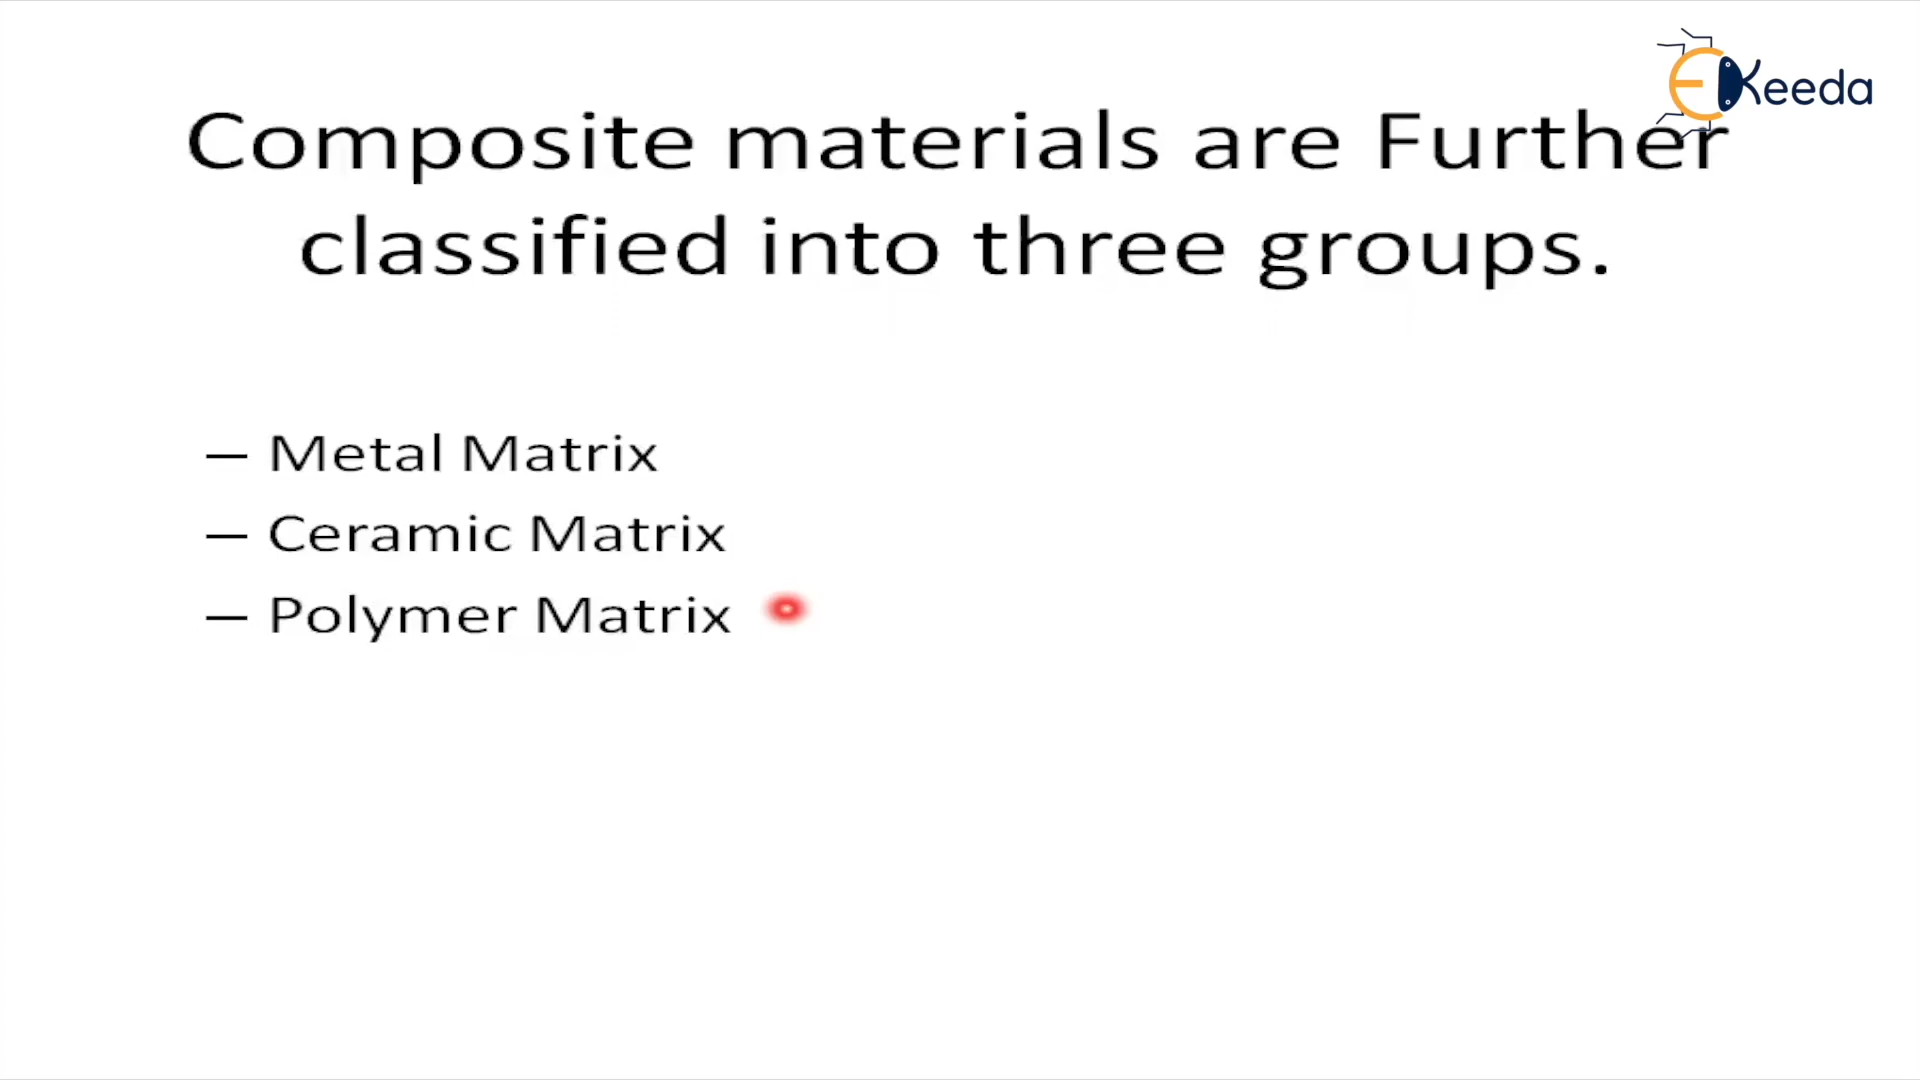 EKeeda
Composite materials are Further
classified into three groups.
— Metal Matrix
— Ceramic Matrix
— Polymer Matrix